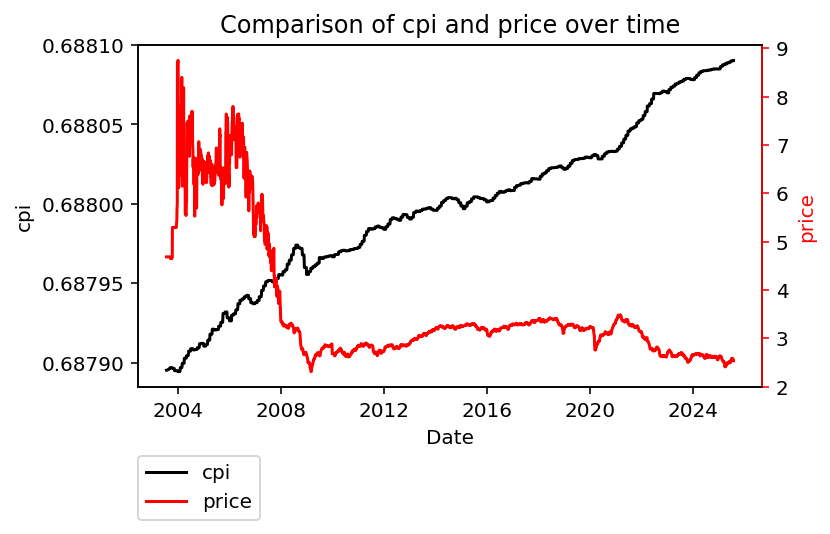 Comparison of cpi and price over time
0.68810
0.68805
0.68800
0.68795
0.68790
cpi
9
8
7
6
5
4
3
2
price
2004 2008 2012 2016 2020 2024
Date
cpi
price